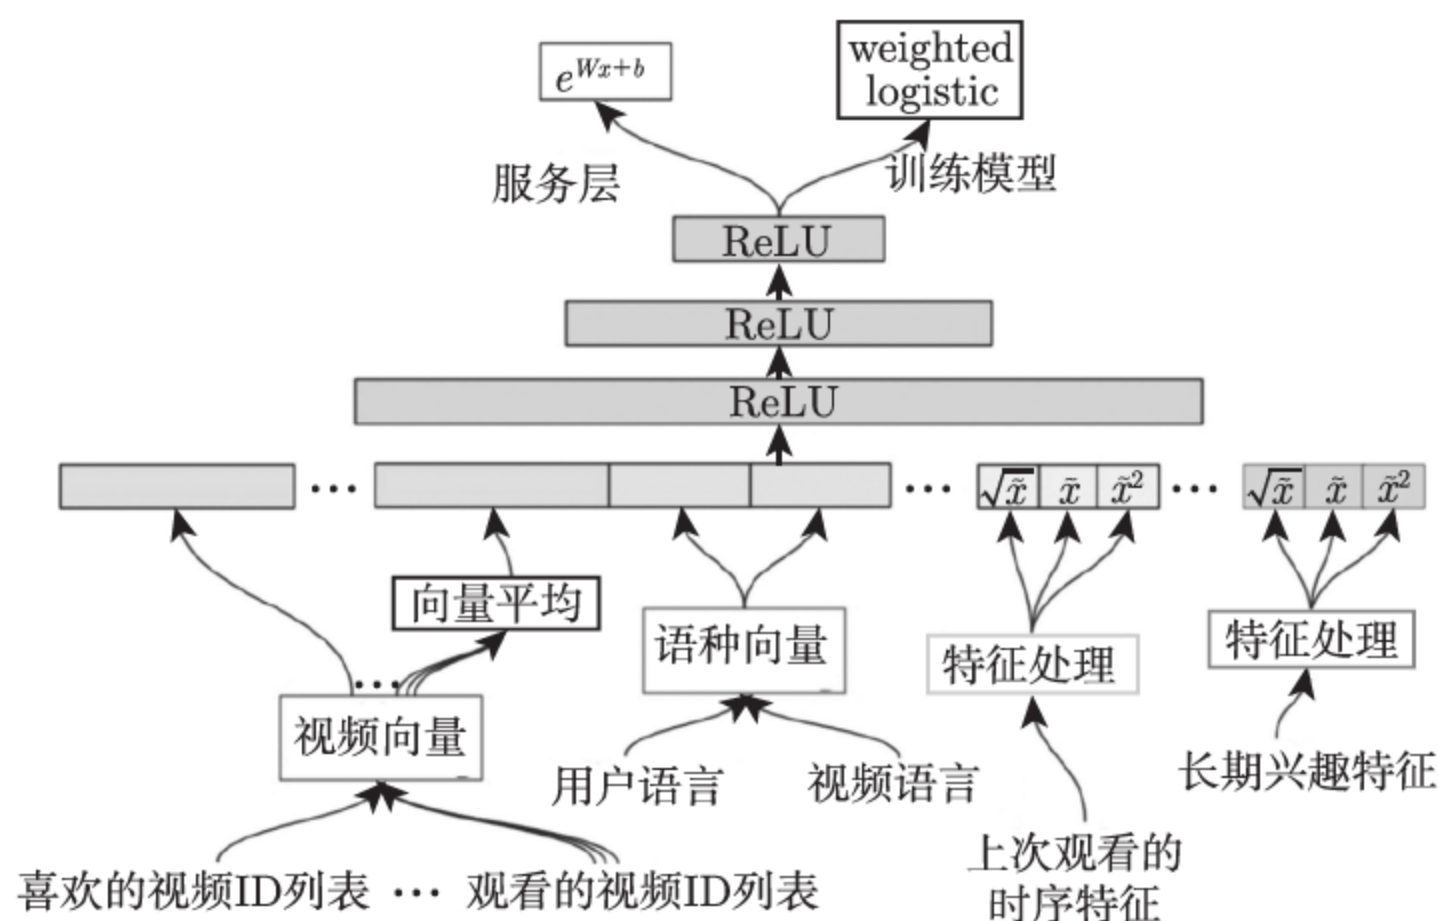 e^{Wx+b}
weighted
logistic
服务层
训练模型
ReLU
ReLU
ReLU
... ... √x̃ x̃ x̃² ... √x̃ x̃ x̃²
向量平均
语种向量
特征处理
特征处理
...
视频向量
用户语言
视频语言
长期兴趣特征
上次观看的
时序特征
喜欢的视频ID列表 ... 观看的视频ID列表